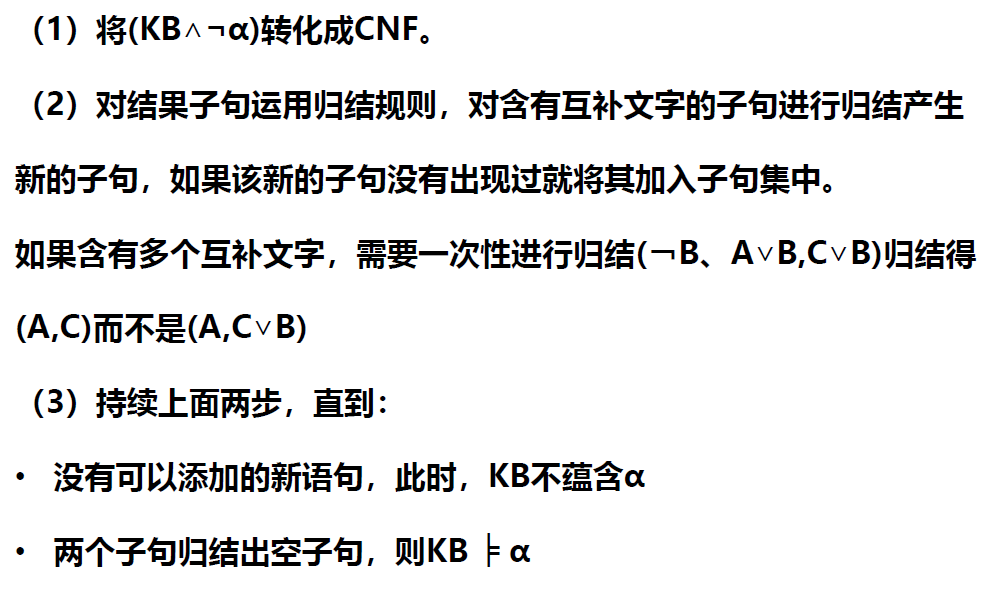 （1）将(KB∧¬α)转化成CNF。
（2）对结果子句运用归结规则，对含有互补文字的子句进行归结产生
新的子句，如果该新的子句没有出现过就将其加入子句集中。
如果含有多个互补文字，需要一次性进行归结(￢B、A∨B,C∨B)归结得
(A,C)而不是(A,C∨B)
（3）持续上面两步，直到：
• 没有可以添加的新语句，此时，KB不蕴含α
• 两个子句归结出空子句，则KB ╞ α